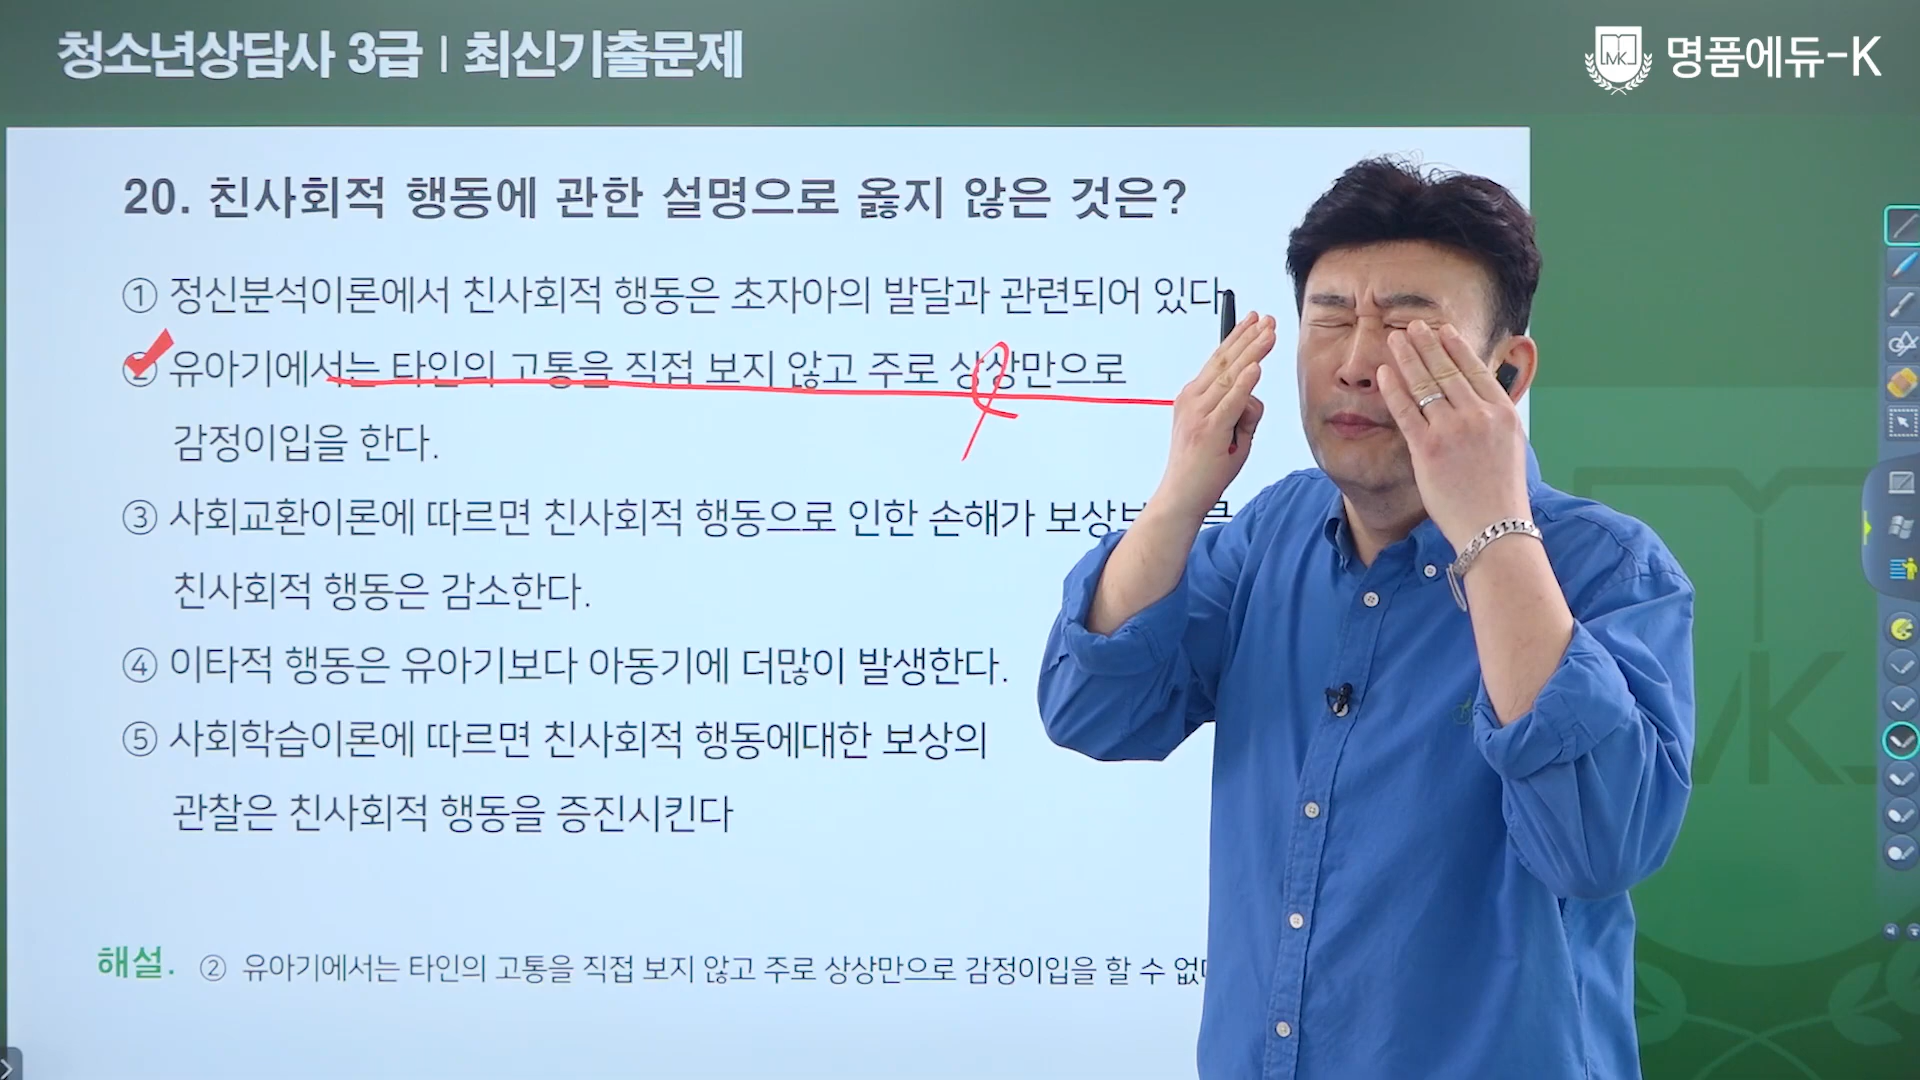 청소년상담사 3급 | 최신기출문제
MK 명품에듀-K
20. 친사회적 행동에 관한 설명으로 옳지 않은 것은?
① 정신분석이론에서 친사회적 행동은 초자아의 발달과 관련되어 있다
② 유아기에서는 타인의 고통을 직접 보지 않고 주로 상상만으로
감정이입을 한다.
③ 사회교환이론에 따르면 친사회적 행동으로 인한 손해가
친사회적 행동은 감소한다.
④ 이타적 행동은 유아기보다 아동기에 더많이 발생한다.
⑤ 사회학습이론에 따르면 친사회적 행동에대한 보상의
관찰은 친사회적 행동을 증진시킨다
해설. ② 유아기에서는 타인의 고통을 직접 보지 않고 주로 상상만으로 감정이입을 할 수